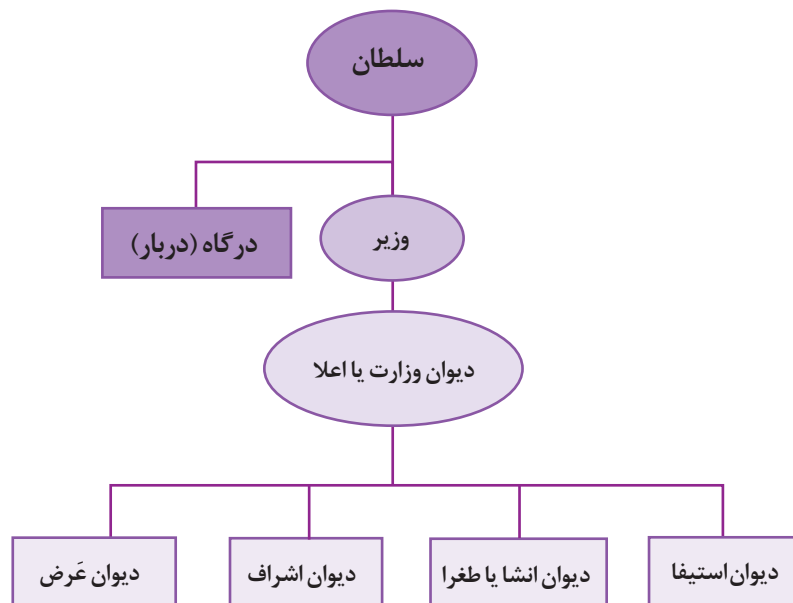 سلطان
وزیر
درگاه (دربار)
دیوان وزارت یا اعلا
دیوان استیفا
دیوان انشا یا طغرا
دیوان اشراف
دیوان عَرض